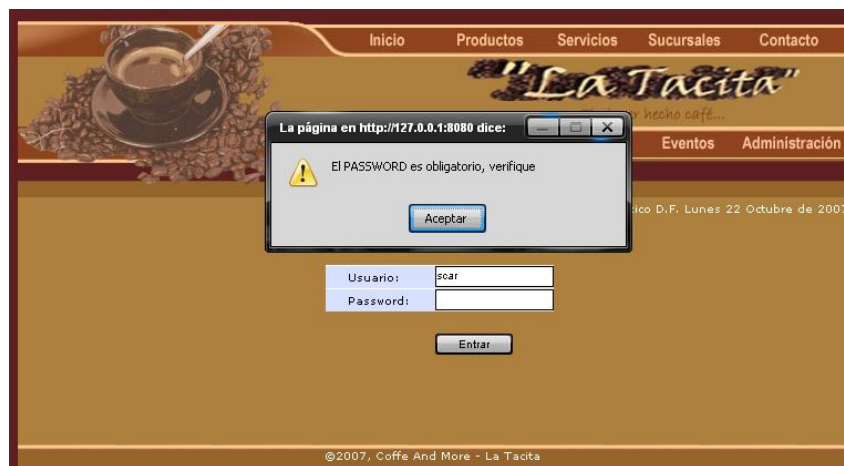 Inicio Productos Servicios Sucursales Contacto
"La Tacita"
hecho café...
La página en http://127.0.0.1:8080 dice:
Eventos Administración
El PASSWORD es obligatorio, verifique
Aceptar
ico D.F. Lunes 22 Octubre de 2007
Usuario: scar
Password:
Entrar
©2007, Coffe And More - La Tacita